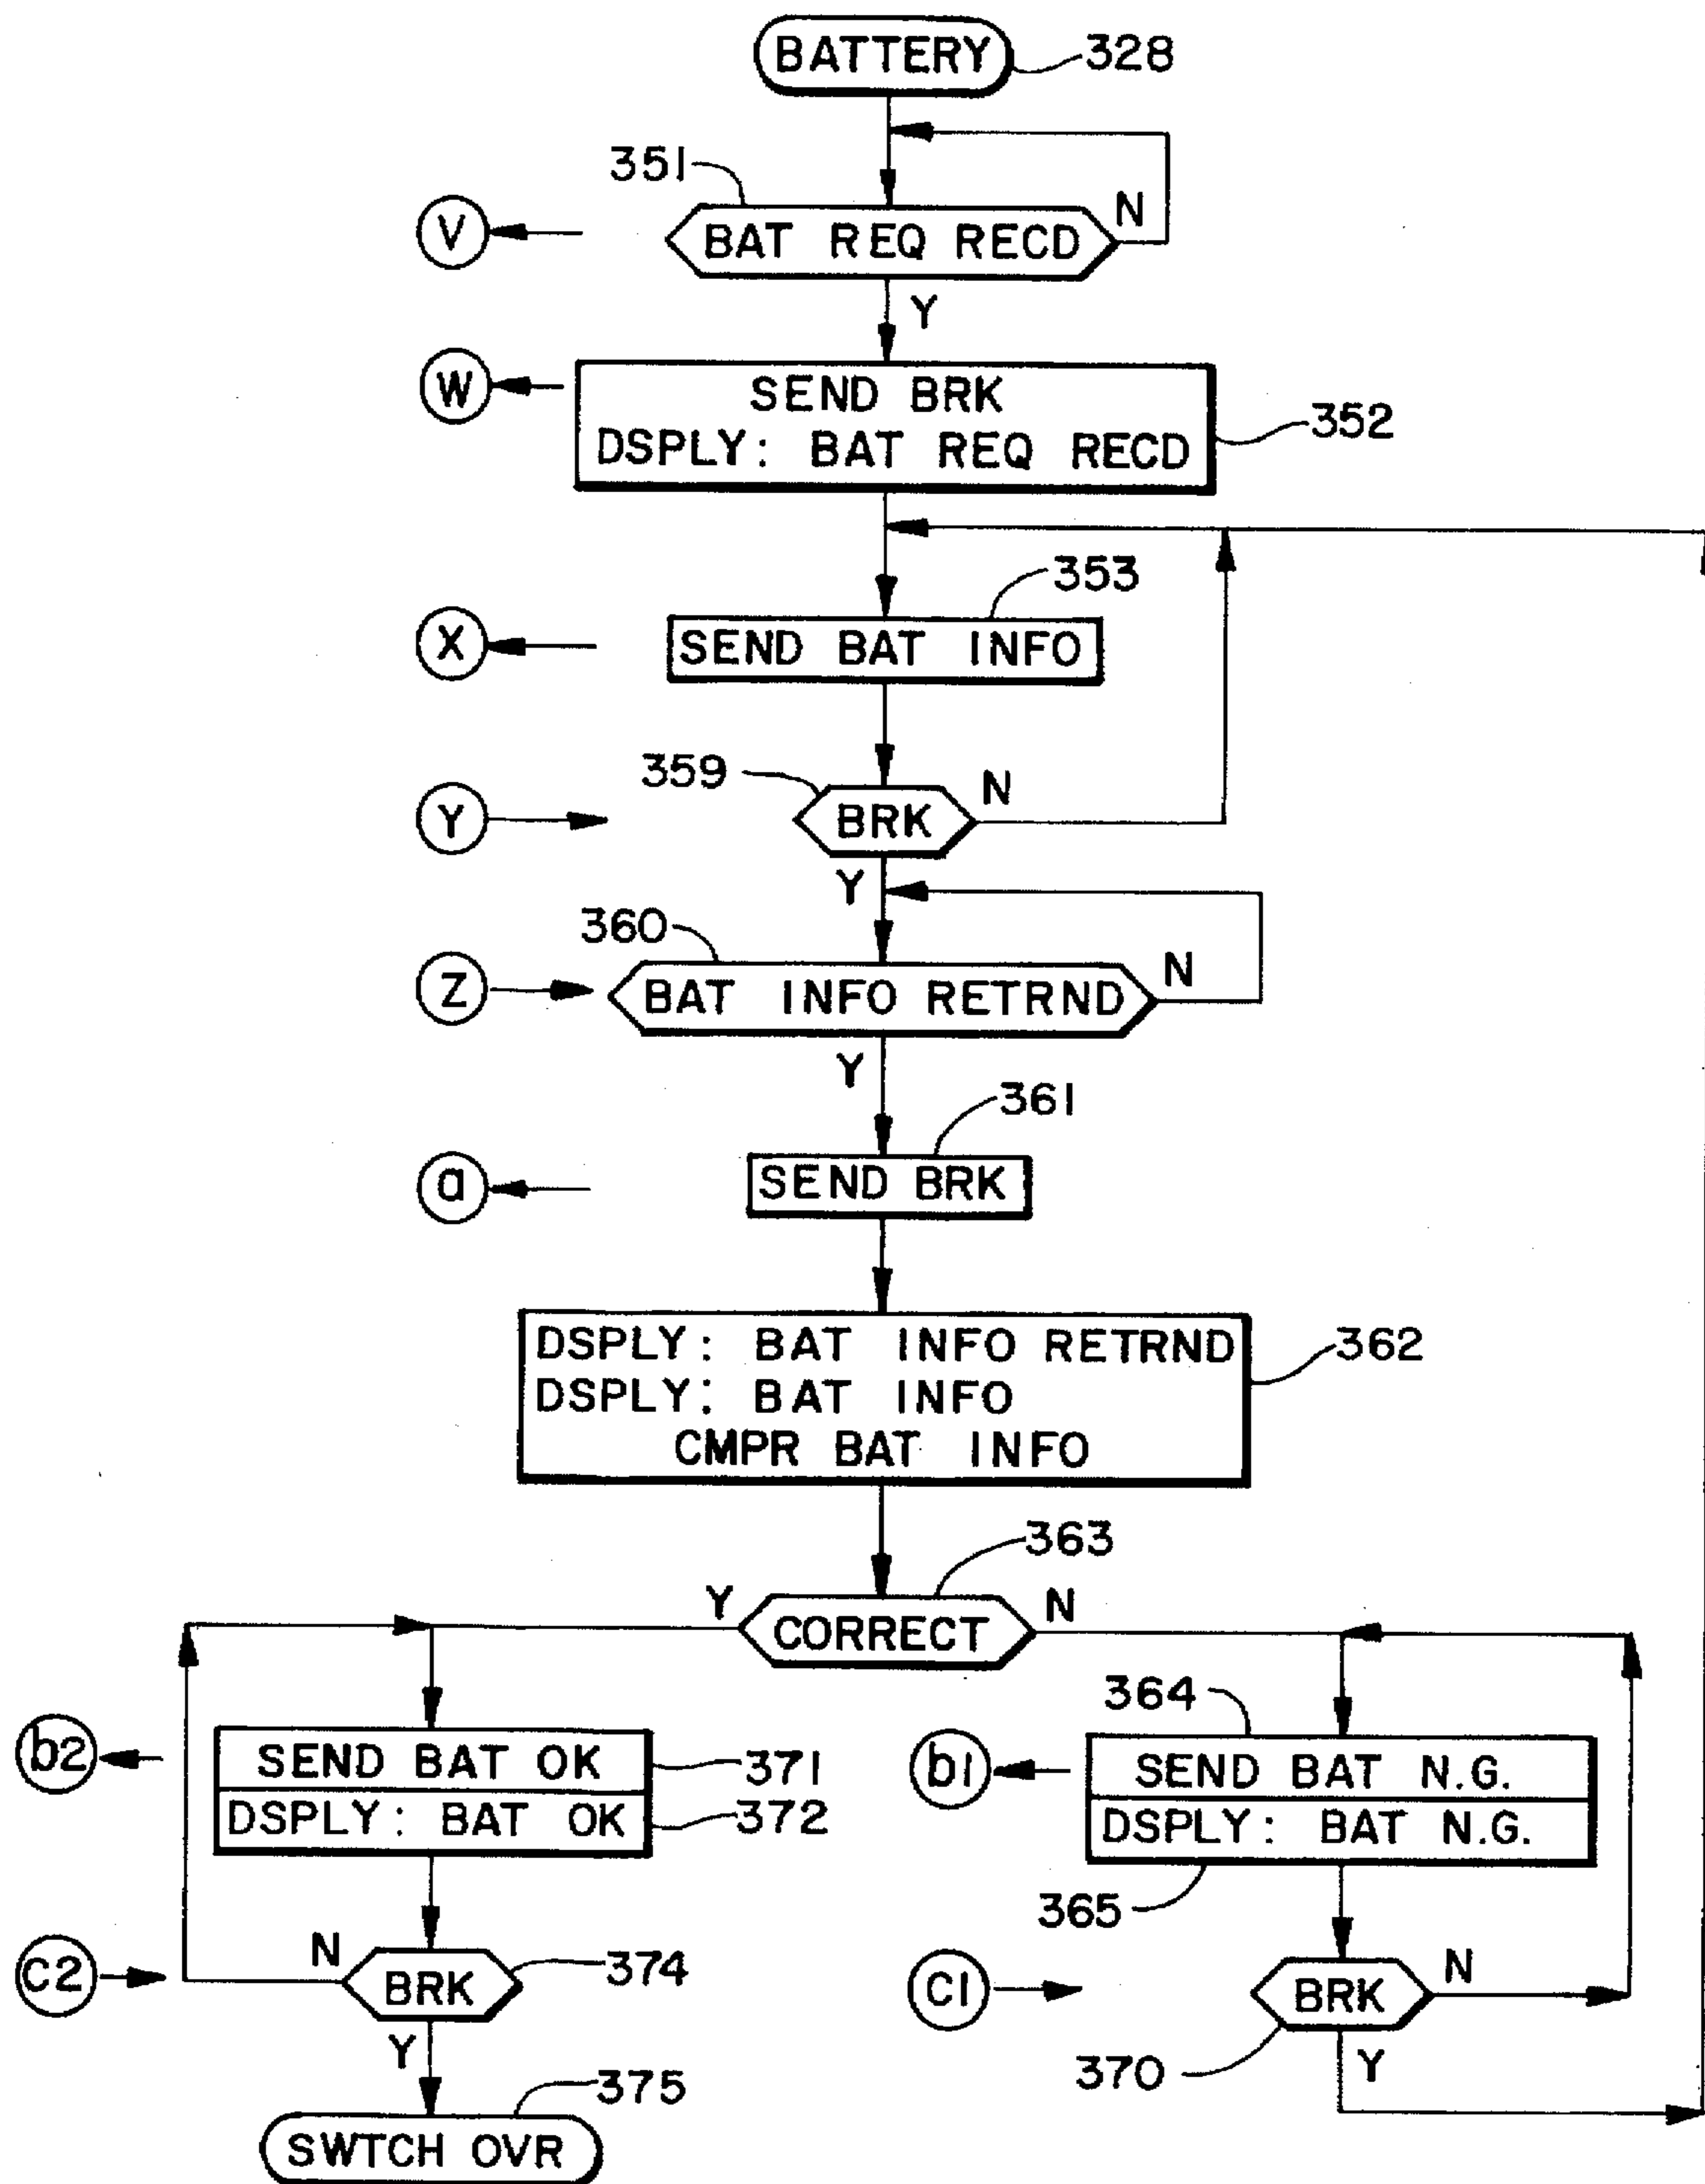 BATTERY
328
351
V
BAT REQ RECD
N
Y
W
SEND BRK
DSPLY: BAT REQ RECD
352
353
X
SEND BAT INFO
359
Y
BRK
N
Y
360
Z
BAT INFO RETRND
N
Y
361
a
SEND BRK
DSPLY: BAT INFO RETRND
DSPLY: BAT INFO
CMPR BAT INFO
362
363
Y
CORRECT
N
b2
SEND BAT OK
371
DSPLY: BAT OK
372
364
b1
SEND BAT N.G.
DSPLY: BAT N.G.
365
c2
N
BRK
374
Y
C1
BRK
N
370
Y
375
SWTCH OVR